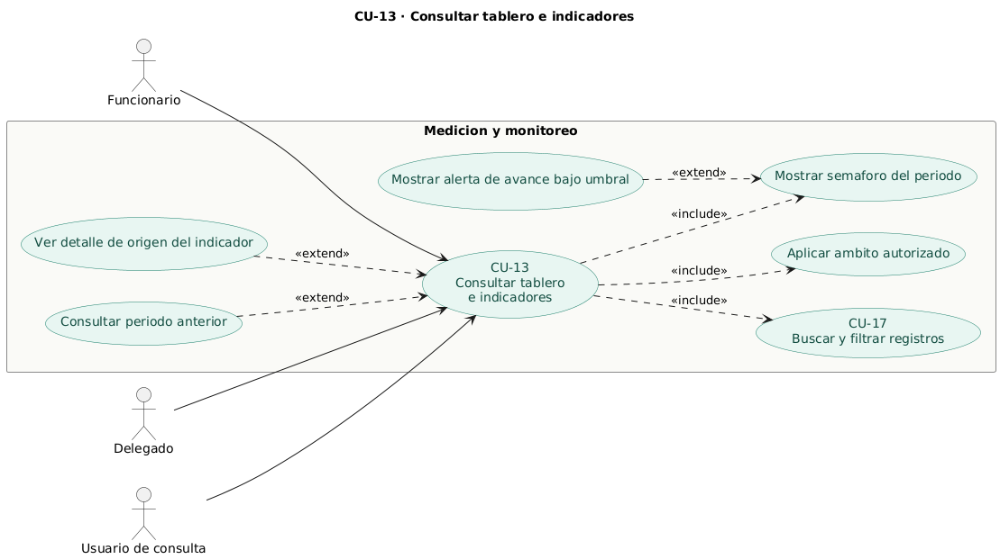 CU-13 · Consultar tablero e indicadores
Funcionario
Medicion y monitoreo
Mostrar alerta de avance bajo umbral
«extend»
Mostrar semaforo del periodo
«include»
Ver detalle de origen del indicador
«extend»
CU-13
Consultar tablero
e indicadores
«include»
Aplicar ambito autorizado
Consultar periodo anterior
«extend»
«include»
CU-17
Buscar y filtrar registros
Delegado
Usuario de consulta